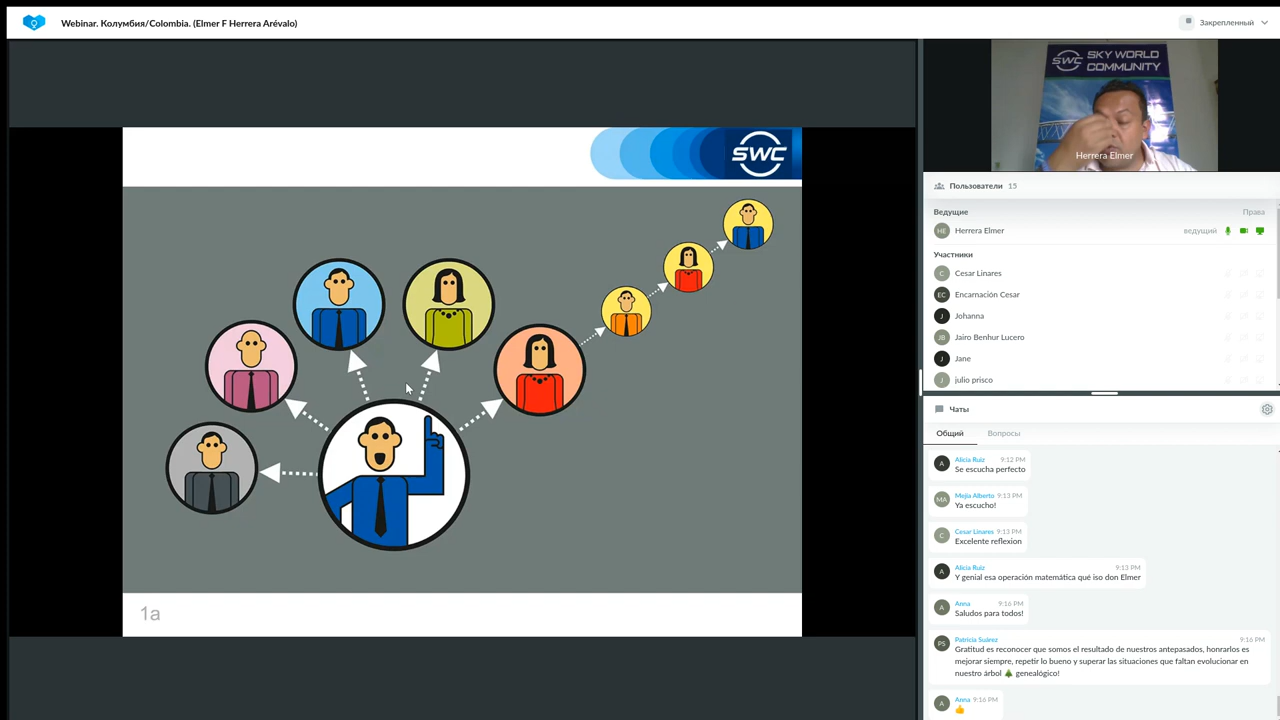 Webinar. Колумбия/Colombia. (Elmer F Herrera Arévalo)
Закрепленный
SWC
SKY WORLD
COMMUNITY
SWC
Herrera Elmer
Пользователи 15
Ведущие Права
HE Herrera Elmer ведущий
Участники
C Cesar Linares
EC Encarnación Cesar
J Johanna
JB Jairo Benhur Lucero
J Jane
J julio prisco
1a
Чаты
Общий Вопросы
A Alicia Ruiz 9:12 PM
Se escucha perfecto
MA Mejia Alberto 9:13 PM
Ya escucho!
C Cesar Linares 9:13 PM
Excelente reflexion
A Alicia Ruiz 9:13 PM
Y genial esa operación matemática qué iso don Elmer
A Anna 9:16 PM
Saludos para todos!
PS Patricia Suárez 9:16 PM
Gratitud es reconocer que somos el resultado de nuestros antepasados, honrarlos es
mejorar siempre, repetir lo bueno y superar las situaciones que faltan evolucionar en
nuestro árbol 🌲 genealógico!
A Anna 9:16 PM
👍